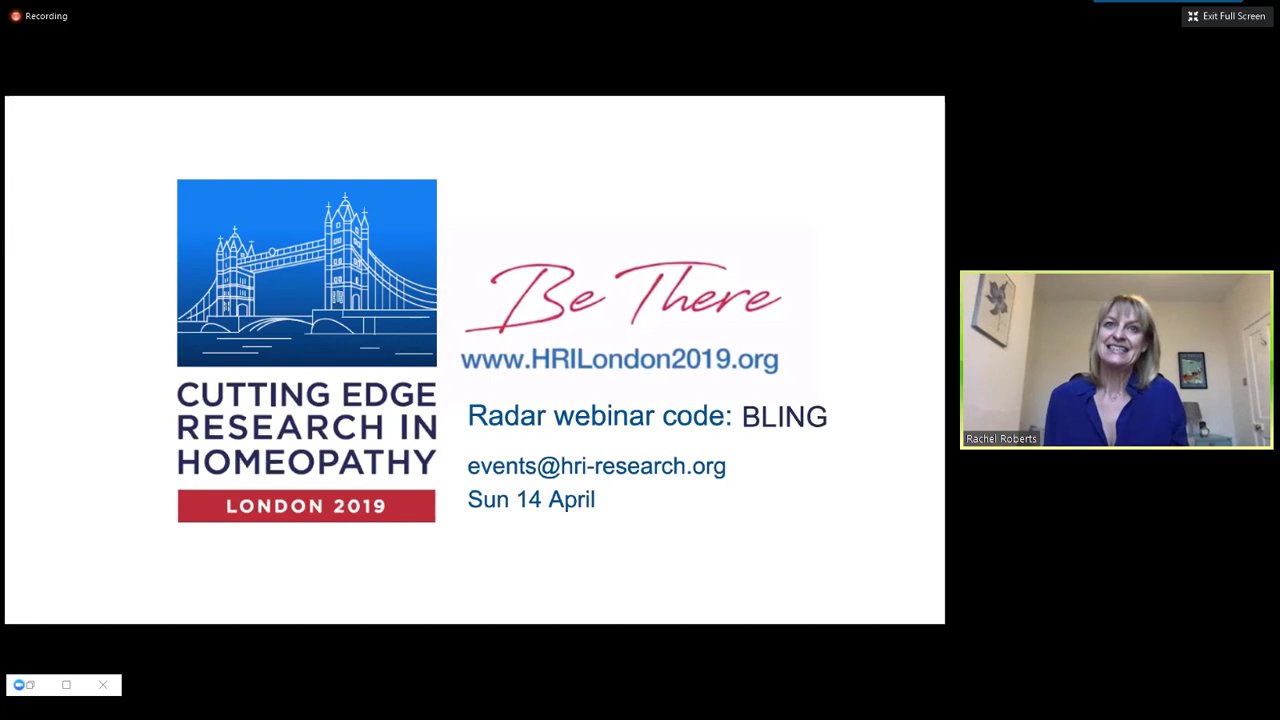 Recording
Exit Full Screen
Be There
www.HRILondon2019.org
CUTTING EDGE
RESEARCH IN
HOMEOPATHY
LONDON 2019
Radar webinar code: BLING
events@hri-research.org
Sun 14 April
Rachel Roberts